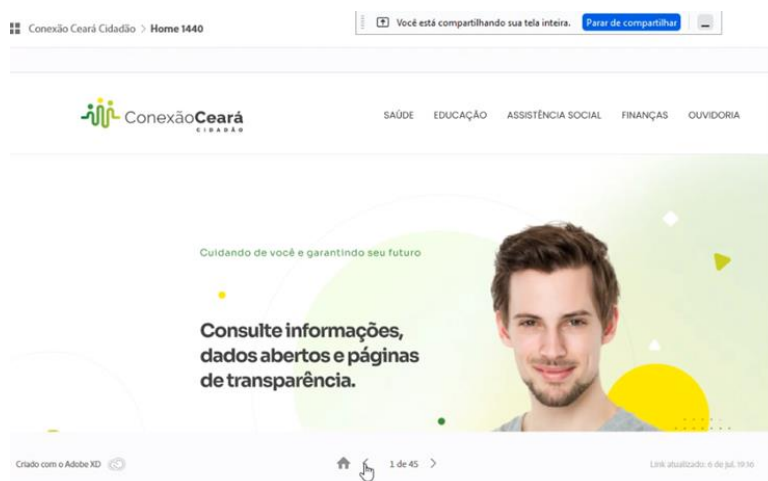 Conexão Ceará Cidadão > Home 1440
Você está compartilhando sua tela inteira. Parar de compartilhar
ConexãoCeará
CIDADÃO
SAÚDE EDUCAÇÃO ASSISTÊNCIA SOCIAL FINANÇAS OUVIDORIA
Cuidando de você e garantindo seu futuro
Consulte informações,
dados abertos e páginas
de transparência.
Criado com o Adobe XD
1 de 45
Link atualizado: 6 de jul. 19:16